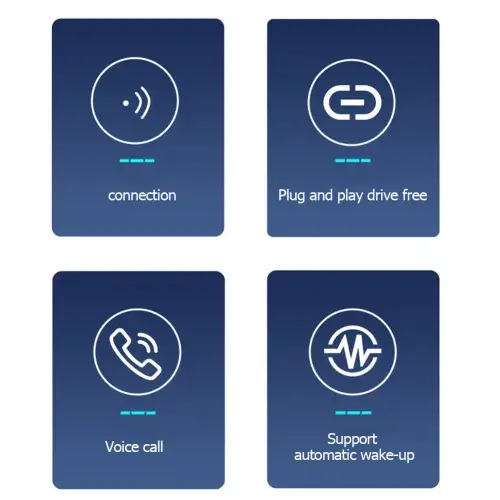 connection
Plug and play drive free
Voice call
Support
automatic wake-up